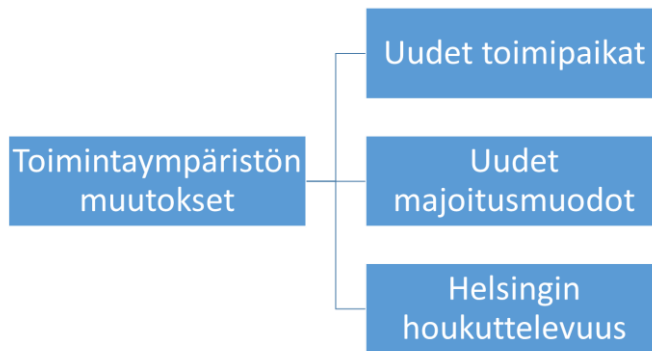 Uudet toimipaikat
Toimintaympäristön
muutokset
Uudet
majoitusmuodot
Helsingin
houkuttelevuus